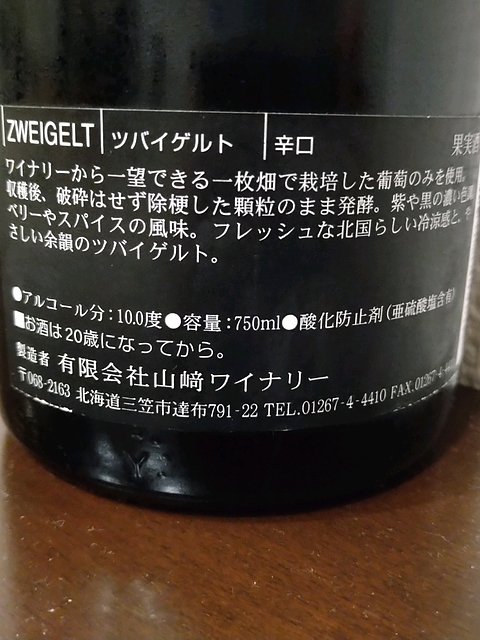 ZWEIGELT ツバイゲルト 辛口 果実酒
ワイナリーから一望できる一枚畑で栽培した葡萄のみを使用。
収穫後、破砕はせず除梗した顆粒のまま発酵。紫や黒の濃い色調
ベリーやスパイスの風味。フレッシュな北国らしい冷涼感と、や
さしい余韻のツバイゲルト。
●アルコール分：10.0度●容量：750ml●酸化防止剤（亜硫酸塩含有）
■お酒は20歳になってから。
製造者 有限会社山﨑ワイナリー
〒068-2163 北海道三笠市達布791-22 TEL.01267-4-4410 FAX.01267-4-